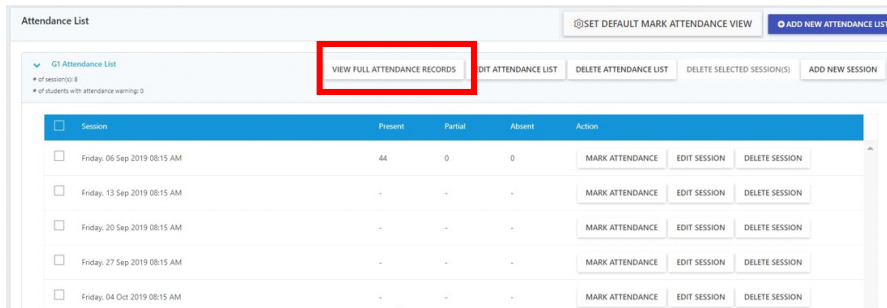 Attendance List
SET DEFAULT MARK ATTENDANCE VIEW
ADD NEW ATTENDANCE LIST
G1 Attendance List
# of session(s): 8
# of students with attendance warning: 0
VIEW FULL ATTENDANCE RECORDS
EDIT ATTENDANCE LIST
DELETE ATTENDANCE LIST
DELETE SELECTED SESSION(S)
ADD NEW SESSION
Session Present Partial Absent Action
Friday. 06 Sep 2019 08:15 AM 44 0 0 MARK ATTENDANCE EDIT SESSION DELETE SESSION
Friday. 13 Sep 2019 08:15 AM - - - MARK ATTENDANCE EDIT SESSION DELETE SESSION
Friday. 20 Sep 2019 08:15 AM - - - MARK ATTENDANCE EDIT SESSION DELETE SESSION
Friday. 27 Sep 2019 08:15 AM - - - MARK ATTENDANCE EDIT SESSION DELETE SESSION
Friday. 04 Oct 2019 08:15 AM - - - MARK ATTENDANCE EDIT SESSION DELETE SESSION